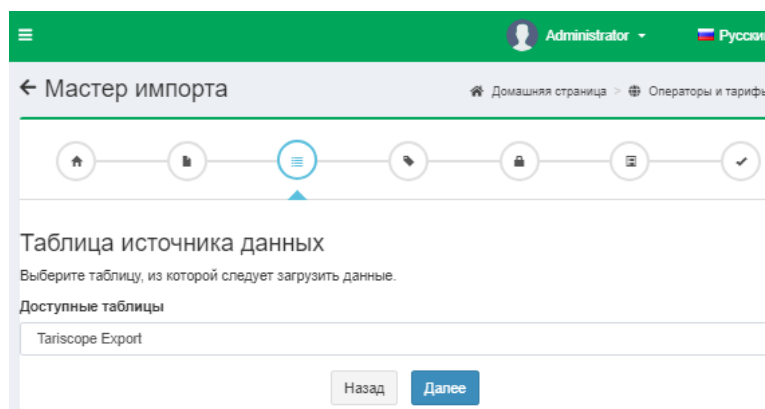 Administrator Русский
Мастер импорта Домашняя страница > Операторы и тарифы
Таблица источника данных
Выберите таблицу, из которой следует загрузить данные.
Доступные таблицы
Tariscope Export
Назад Далее